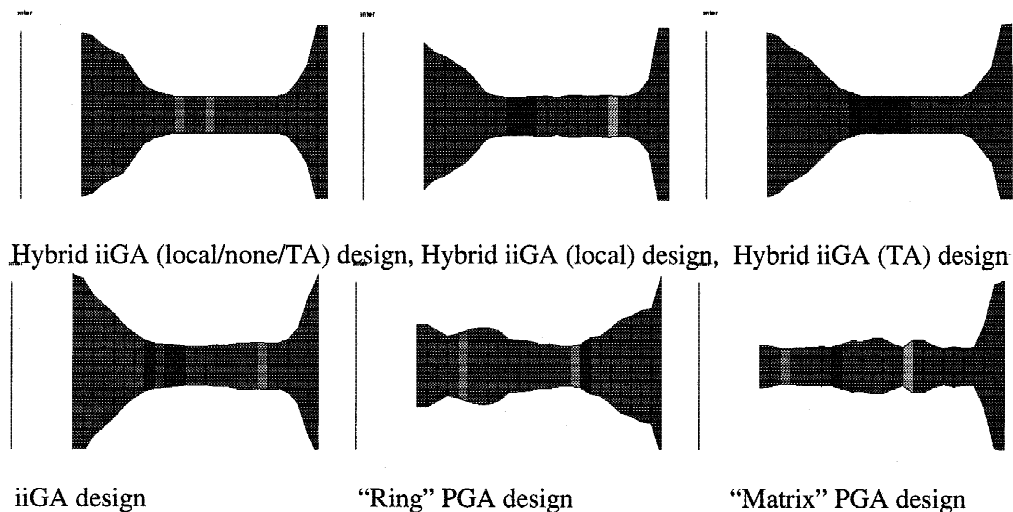 Hybrid iiGA (local/none/TA) design, Hybrid iiGA (local) design, Hybrid iiGA (TA) design
iiGA design
“Ring” PGA design
“Matrix” PGA design